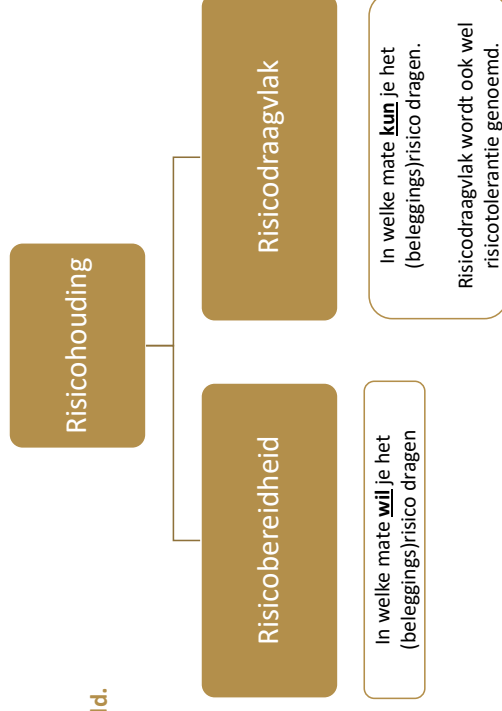 Risicohouding
Risicobereidheid
Risicodraagvlak
In welke mate wil je het
(beleggings)risico dragen
In welke mate kun je het
(beleggings)risico dragen.
Risicodraagvlak wordt ook wel
risicotolerantie genoemd.